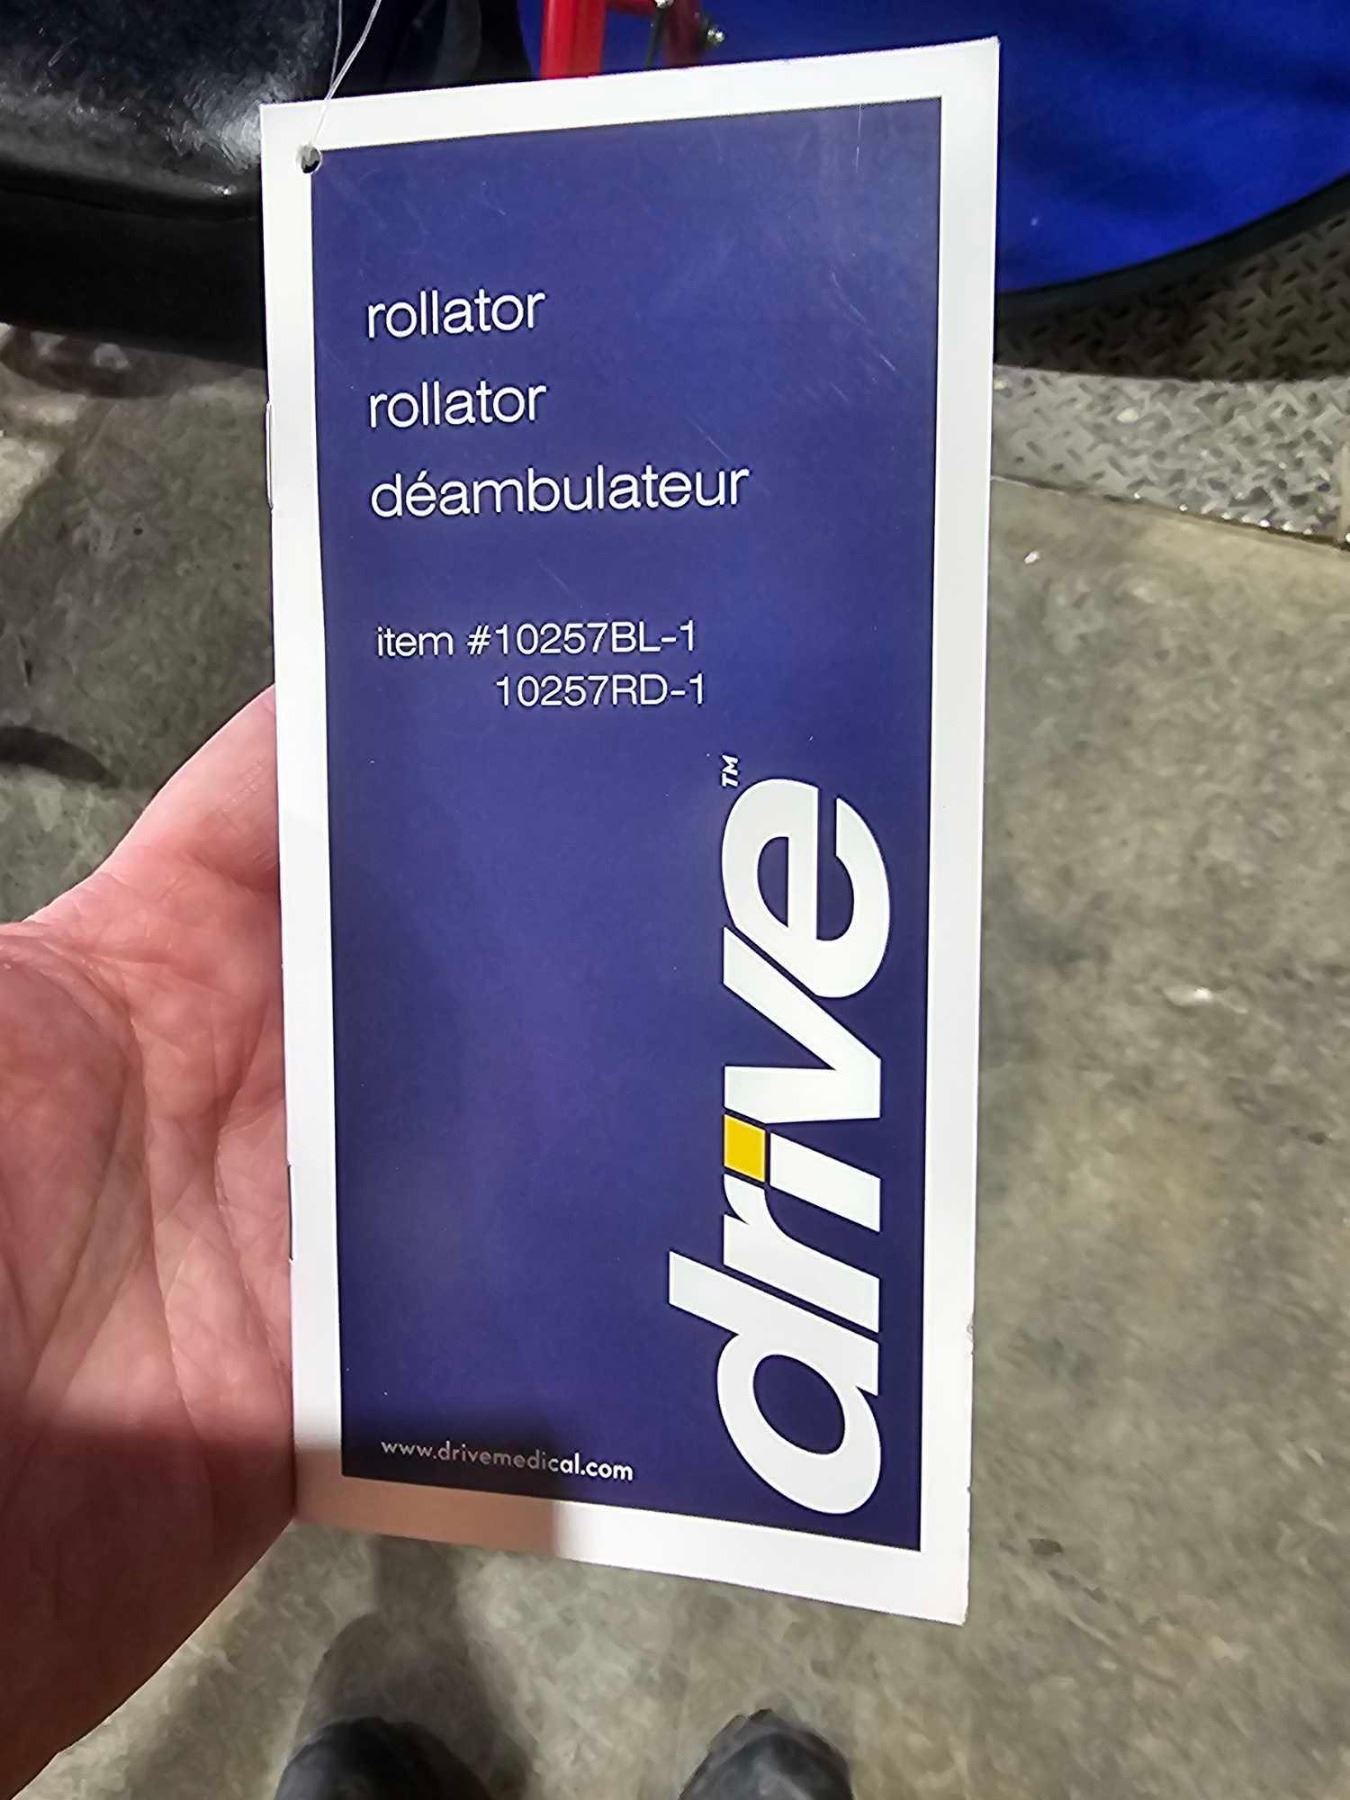 rollator
rollator
déambulateur
item #10257BL-1
10257RD-1
drive™
www.drivemedical.com